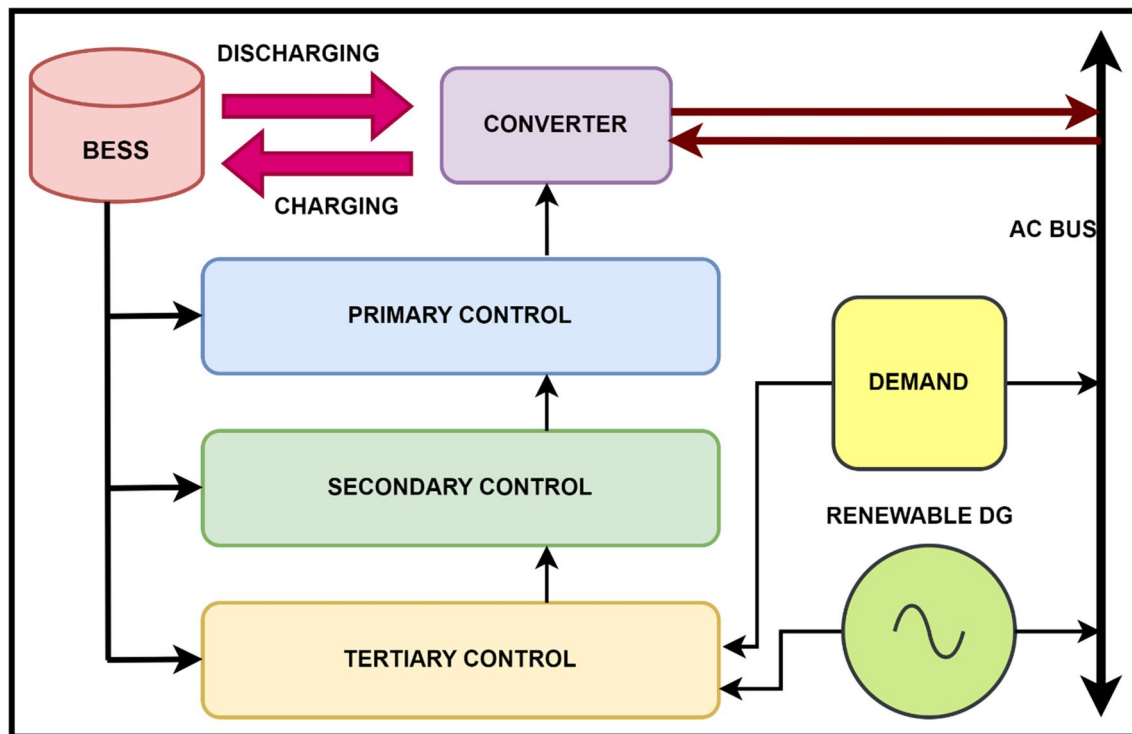 DISCHARGING
BESS
CONVERTER
CHARGING
AC BUS
PRIMARY CONTROL
DEMAND
SECONDARY CONTROL
RENEWABLE DG
TERTIARY CONTROL